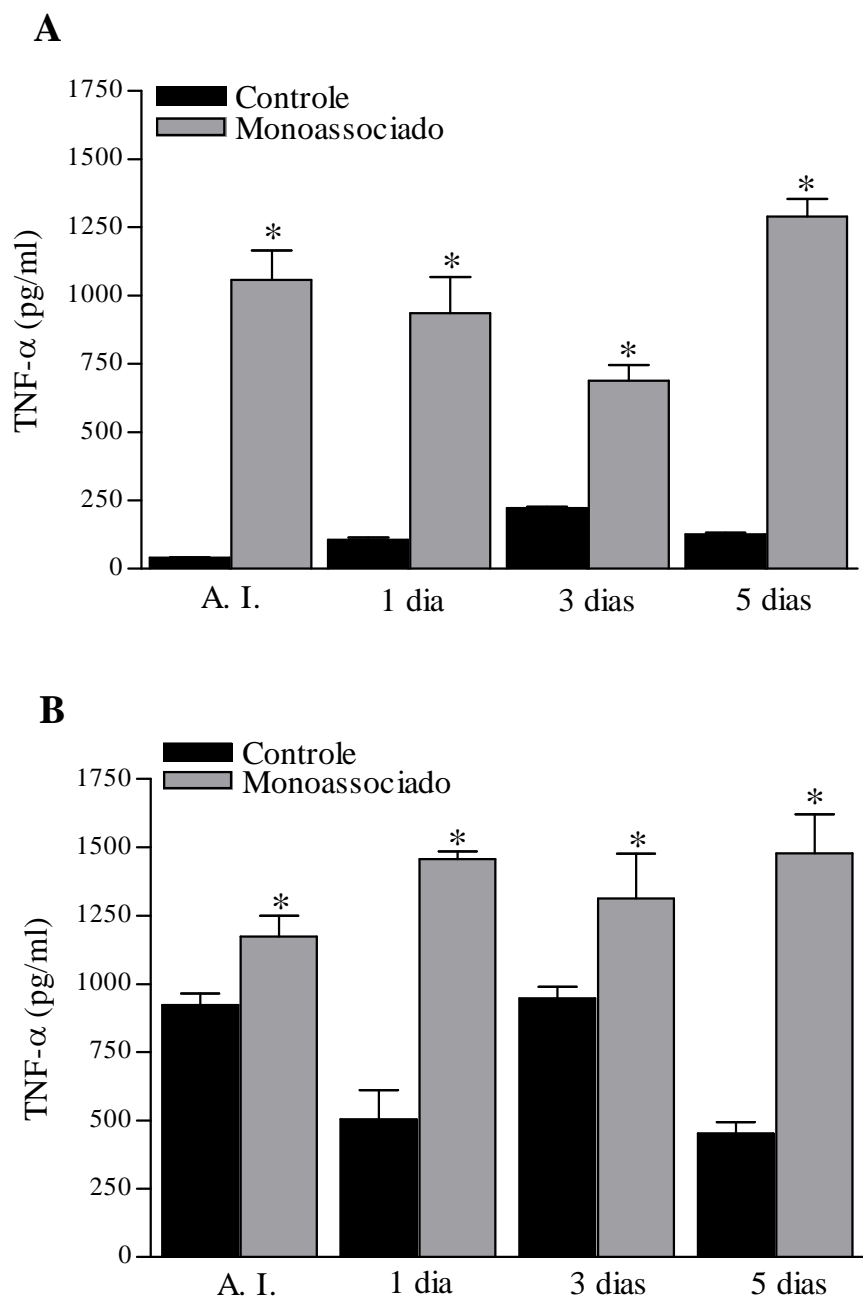 A
Controle
Monoassociado
1750
1500
1250
1000
750
500
250
0
TNF-α (pg/ml)
*
*
*
*
A. I.
1 dia
3 dias
5 dias
B
Controle
Monoassociado
1750
1500
1250
1000
750
500
250
0
TNF-α (pg/ml)
*
*
*
*
A. I.
1 dia
3 dias
5 dias